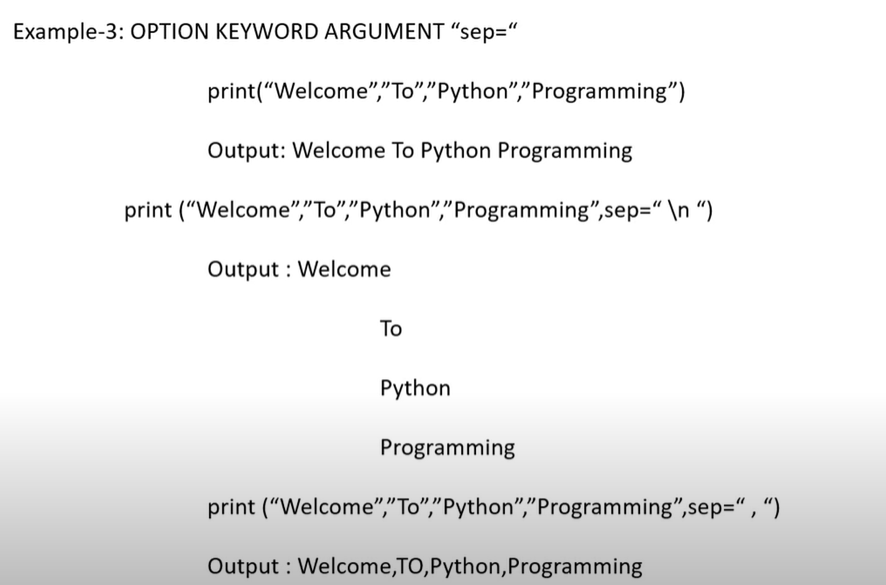 Example-3: OPTION KEYWORD ARGUMENT “sep=“
print(“Welcome”,”To”,”Python”,”Programming”)
Output: Welcome To Python Programming
print (“Welcome”,”To”,”Python”,”Programming”,sep=“ \n “)
Output : Welcome
To
Python
Programming
print (“Welcome”,”To”,”Python”,”Programming”,sep=“ , “)
Output : Welcome,TO,Python,Programming